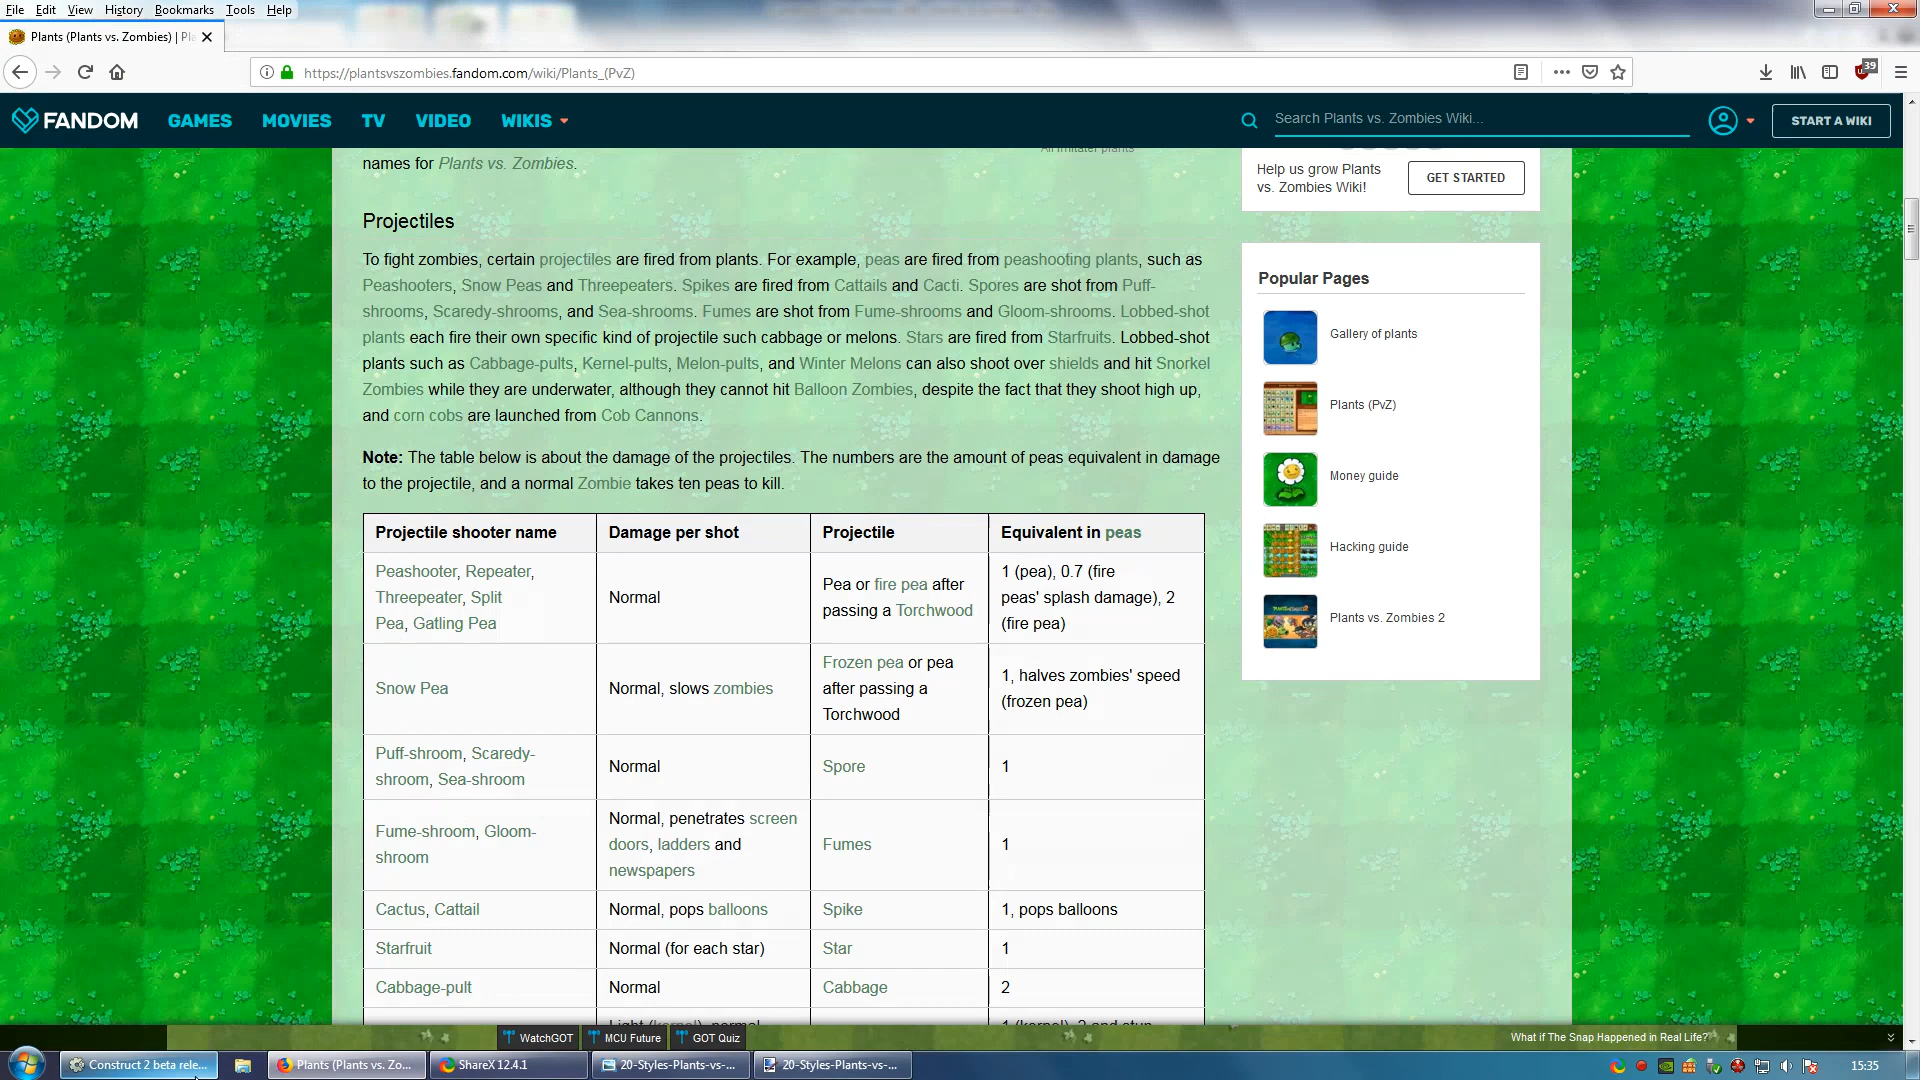 File Edit View History Bookmarks Tools Help
Plants (Plants vs. Zombies) | Pla
https://plantsvszombies.fandom.com/wiki/Plants_(PvZ)
39
FANDOM GAMES MOVIES TV VIDEO WIKIS
Search Plants vs. Zombies Wiki...
START A WIKI
names for Plants vs. Zombies.
All Imitater plants
Projectiles
To fight zombies, certain projectiles are fired from plants. For example, peas are fired from peashooting plants, such as
Peashooters, Snow Peas and Threepeaters. Spikes are fired from Cattails and Cacti. Spores are shot from Puff-
shrooms, Scaredy-shrooms, and Sea-shrooms. Fumes are shot from Fume-shrooms and Gloom-shrooms. Lobbed-shot
plants each fire their own specific kind of projectile such cabbage or melons. Stars are fired from Starfruits. Lobbed-shot
plants such as Cabbage-pults, Kernel-pults, Melon-pults, and Winter Melons can also shoot over shields and hit Snorkel
Zombies while they are underwater, although they cannot hit Balloon Zombies, despite the fact that they shoot high up,
and corn cobs are launched from Cob Cannons.
Note: The table below is about the damage of the projectiles. The numbers are the amount of peas equivalent in damage
to the projectile, and a normal Zombie takes ten peas to kill.
Projectile shooter name
Damage per shot
Projectile
Equivalent in peas
Peashooter, Repeater,
Threepeater, Split
Pea, Gatling Pea
Normal
Pea or fire pea after
passing a Torchwood
1 (pea), 0.7 (fire
peas' splash damage), 2
(fire pea)
Snow Pea
Normal, slows zombies
Frozen pea or pea
after passing a
Torchwood
1, halves zombies' speed
(frozen pea)
Puff-shroom, Scaredy-
shroom, Sea-shroom
Normal
Spore
1
Fume-shroom, Gloom-
shroom
Normal, penetrates screen
doors, ladders and
newspapers
Fumes
1
Cactus, Cattail
Normal, pops balloons
Spike
1, pops balloons
Starfruit
Normal (for each star)
Star
1
Cabbage-pult
Normal
Cabbage
2
Light (kernel), normal
1 (kernel), 2 and stun
Help us grow Plants
vs. Zombies Wiki!
GET STARTED
Popular Pages
Gallery of plants
Plants (PvZ)
Money guide
Hacking guide
Plants vs. Zombies 2
WatchGOT
MCU Future
GOT Quiz
What if The Snap Happened in Real Life?
Construct 2 beta rele...
Plants (Plants vs. Zo...
ShareX 12.4.1
20-Styles-Plants-vs-...
20-Styles-Plants-vs-...
15:35